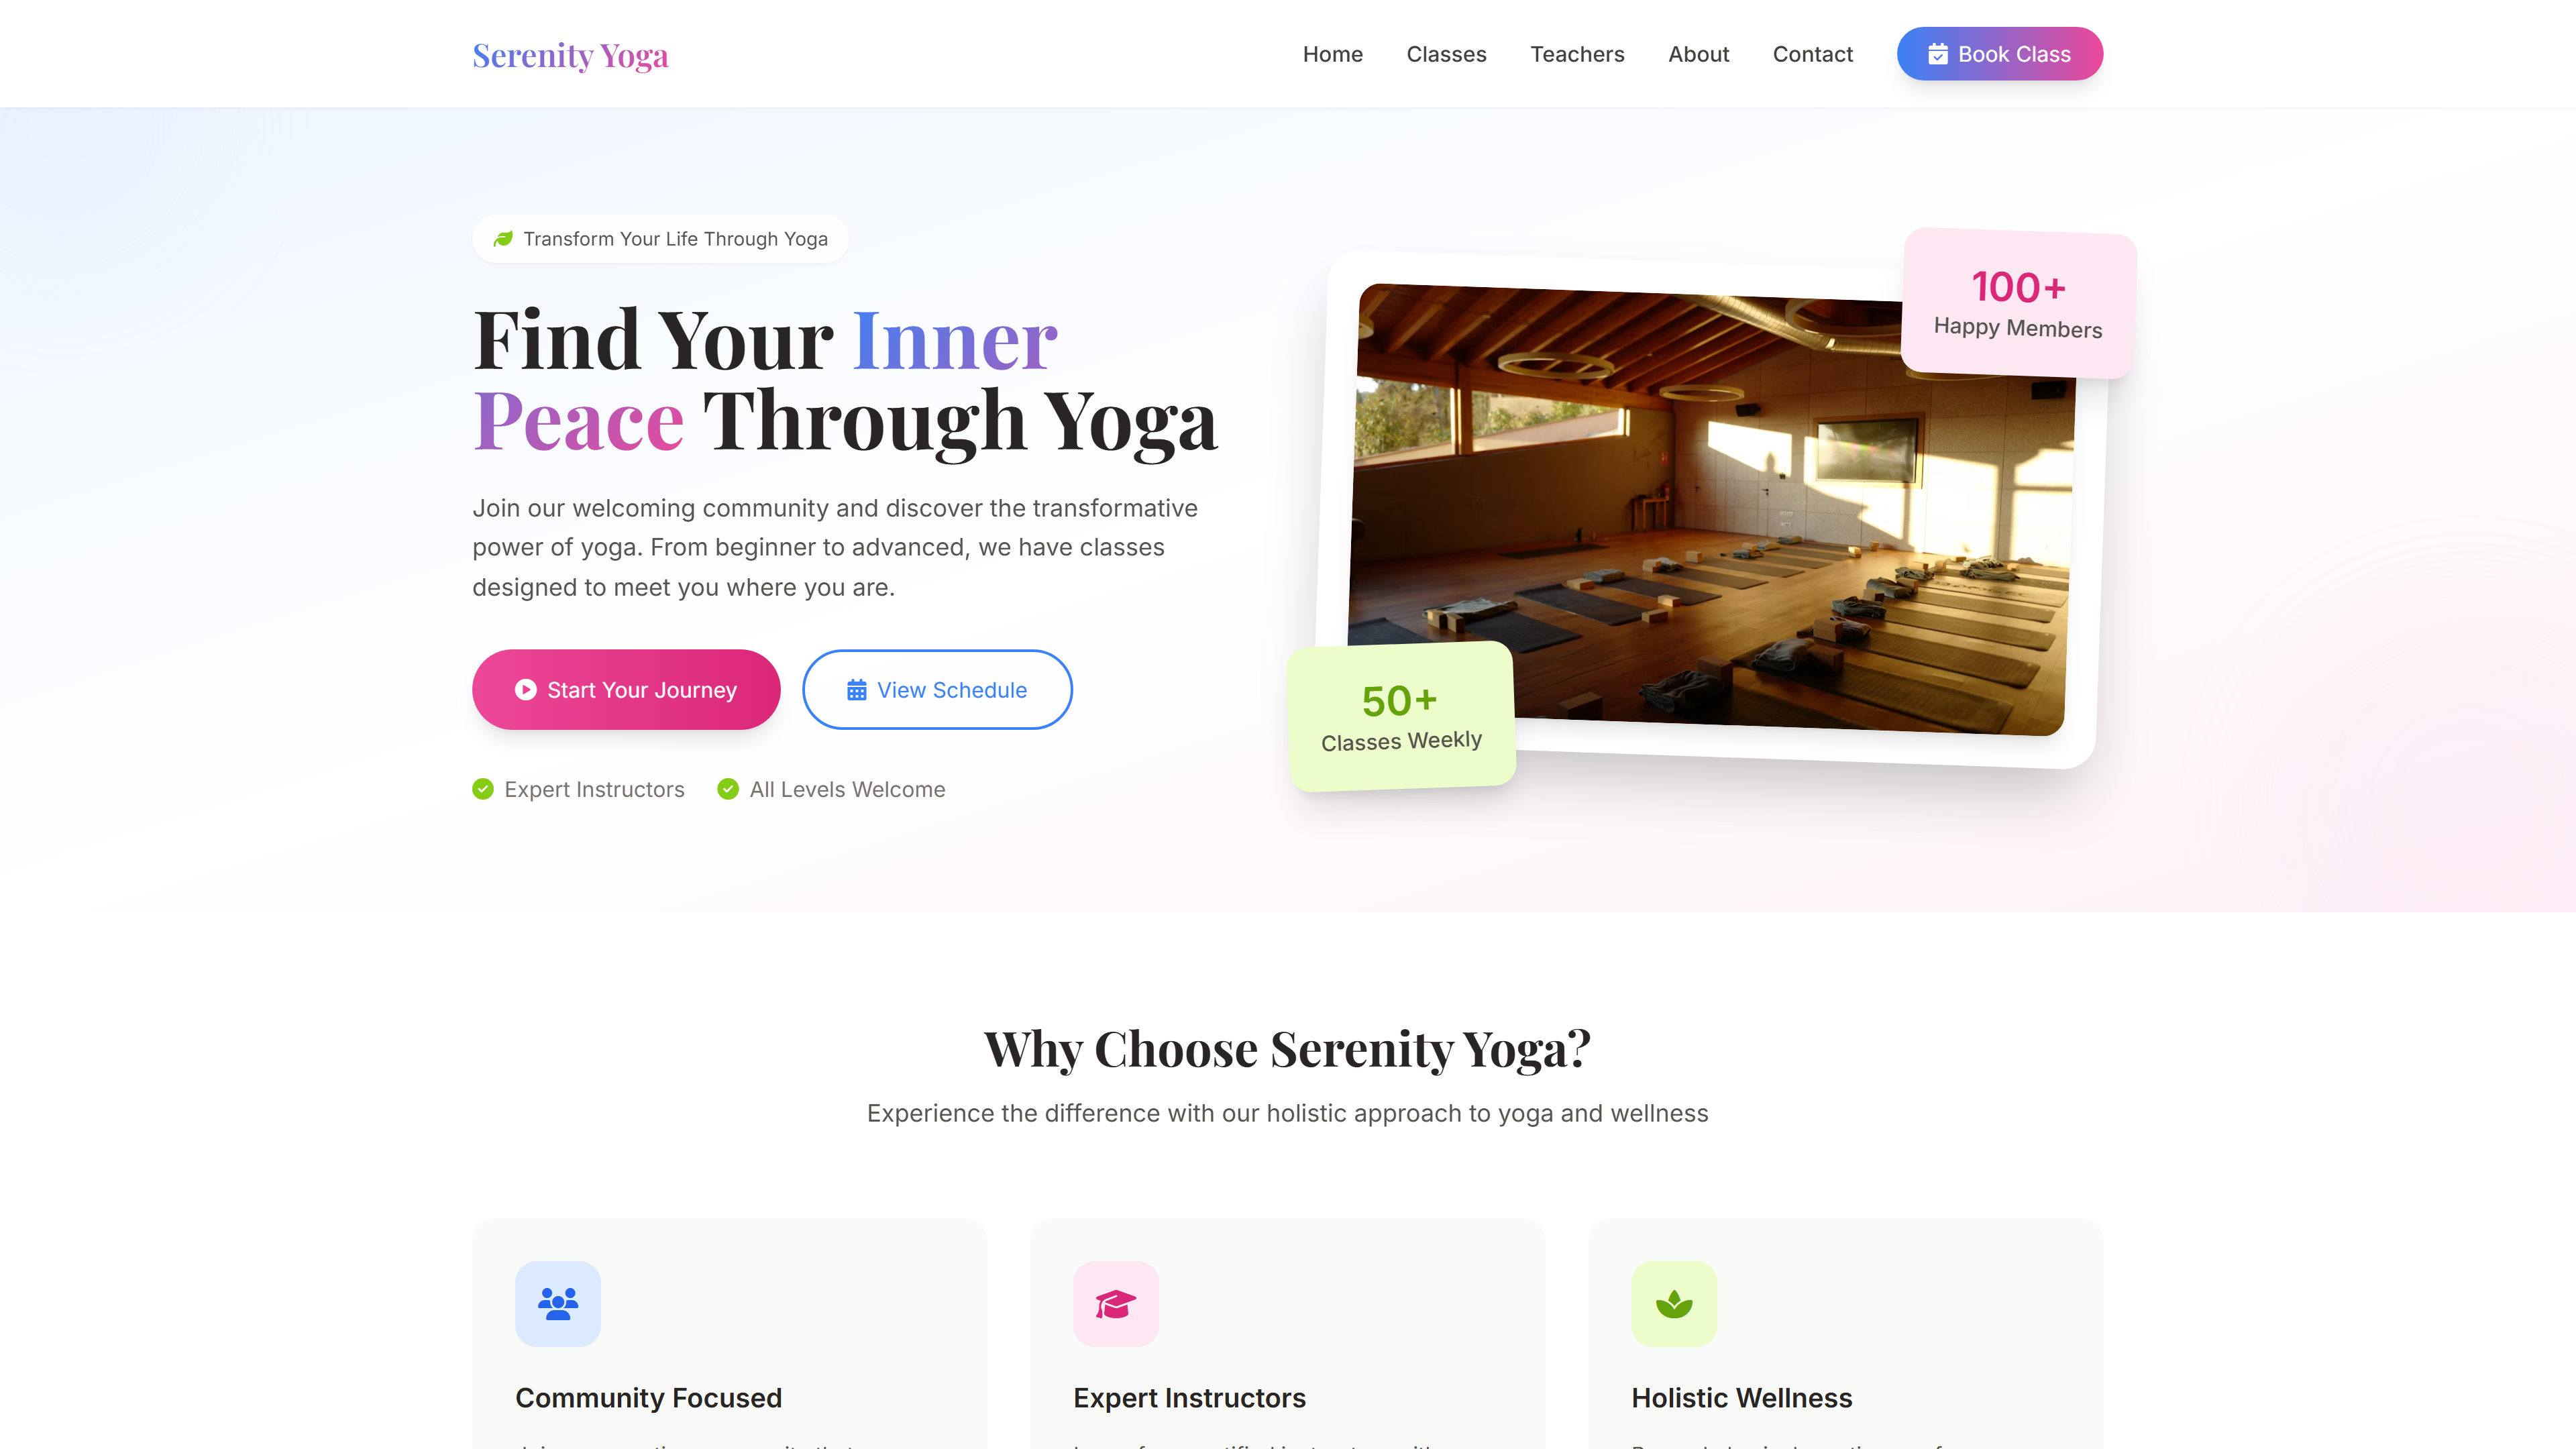 Serenity Yoga
Home
Classes
Teachers
About
Contact
Book Class
Transform Your Life Through Yoga
Find Your Inner
Peace Through Yoga
Join our welcoming community and discover the transformative
power of yoga. From beginner to advanced, we have classes
designed to meet you where you are.
Start Your Journey
View Schedule
Expert Instructors
All Levels Welcome
100+
Happy Members
50+
Classes Weekly
Why Choose Serenity Yoga?
Experience the difference with our holistic approach to yoga and wellness
Community Focused
Expert Instructors
Holistic Wellness